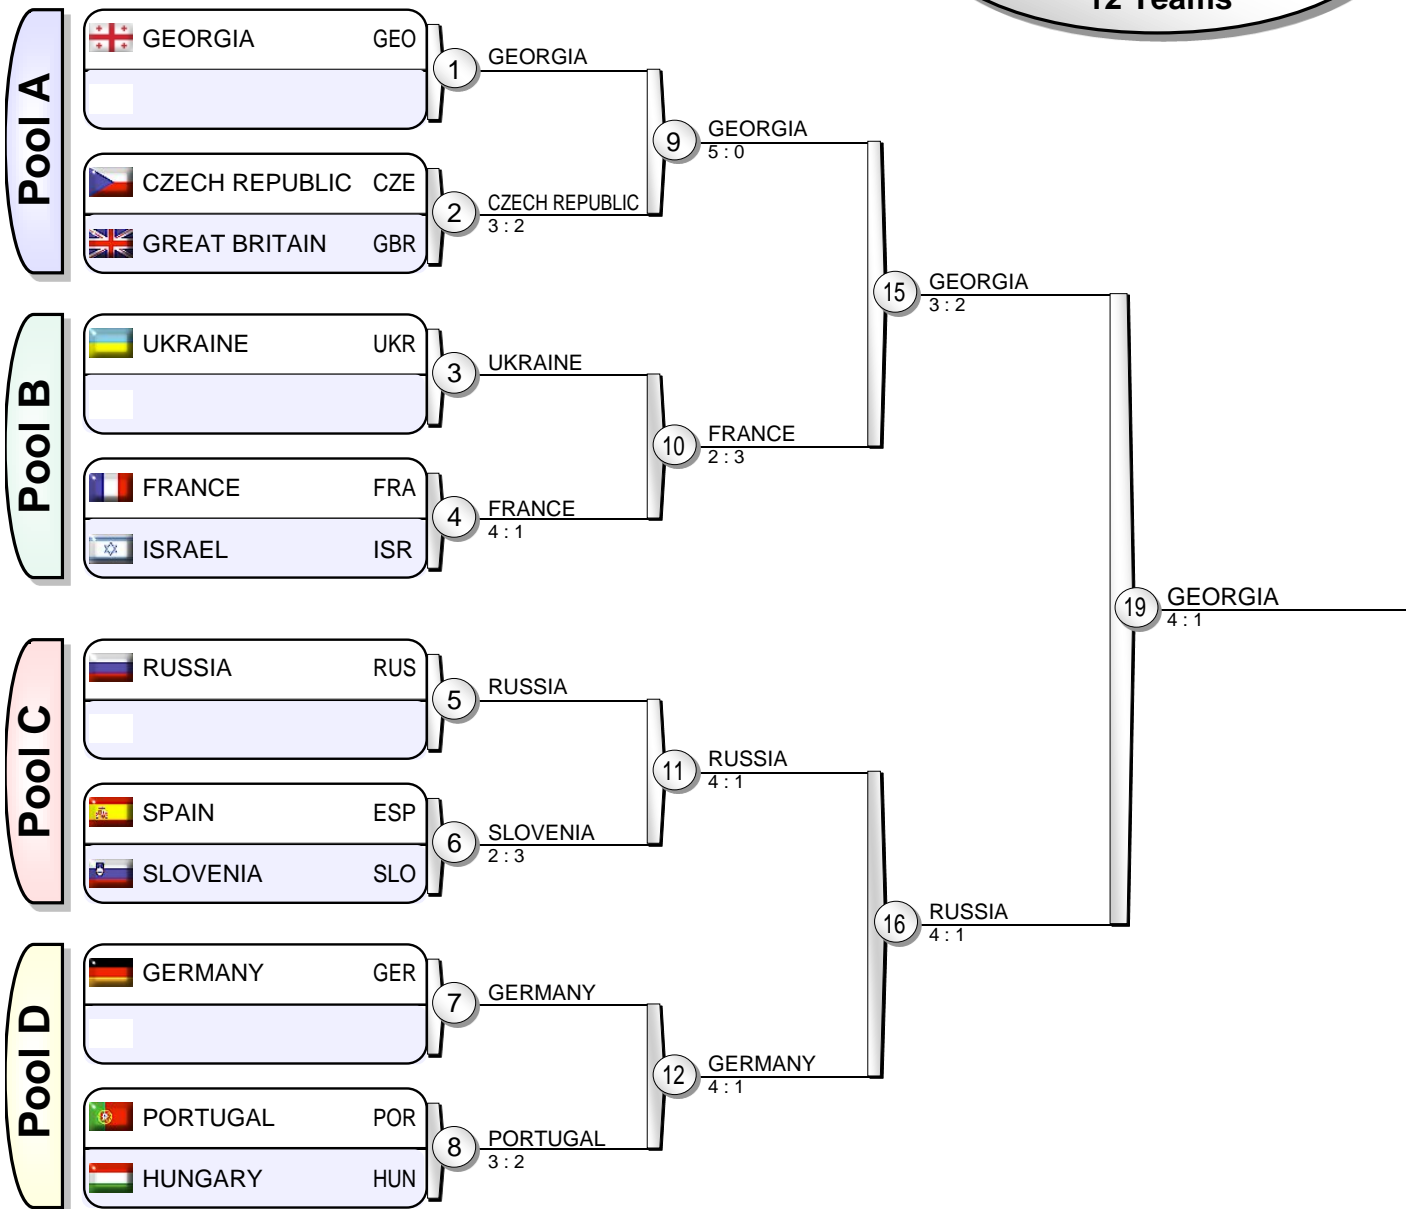 12 Teams
Pool A
GEORGIA GEO
1 GEORGIA
CZECH REPUBLIC CZE
GREAT BRITAIN GBR
2 CZECH REPUBLIC
3 : 2
9 GEORGIA
5 : 0
Pool B
UKRAINE UKR
3 UKRAINE
FRANCE FRA
ISRAEL ISR
4 FRANCE
4 : 1
10 FRANCE
2 : 3
15 GEORGIA
3 : 2
Pool C
RUSSIA RUS
5 RUSSIA
SPAIN ESP
SLOVENIA SLO
6 SLOVENIA
2 : 3
11 RUSSIA
4 : 1
Pool D
GERMANY GER
7 GERMANY
PORTUGAL POR
HUNGARY HUN
8 PORTUGAL
3 : 2
12 GERMANY
4 : 1
16 RUSSIA
4 : 1
19 GEORGIA
4 : 1